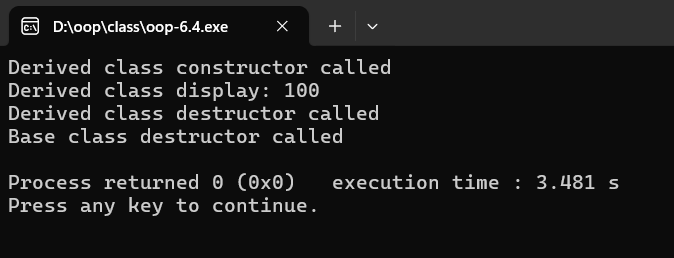 D:\oop\class\oop-6.4.exe
Derived class constructor called
Derived class display: 100
Derived class destructor called
Base class destructor called
Process returned 0 (0x0)   execution time : 3.481 s
Press any key to continue.